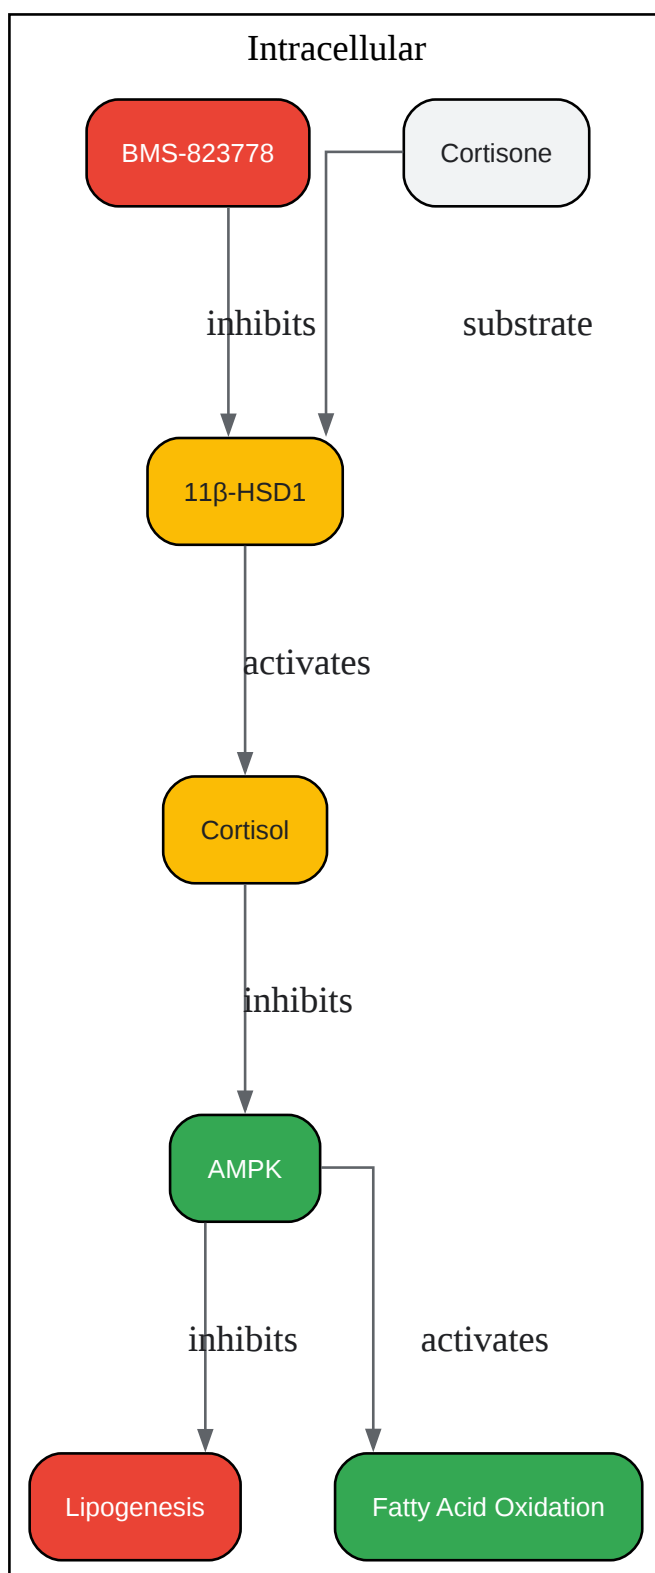 Intracellular
BMS-823778
Cortisone
inhibits
substrate
11β-HSD1
activates
Cortisol
inhibits
AMPK
inhibits
activates
Lipogenesis
Fatty Acid Oxidation